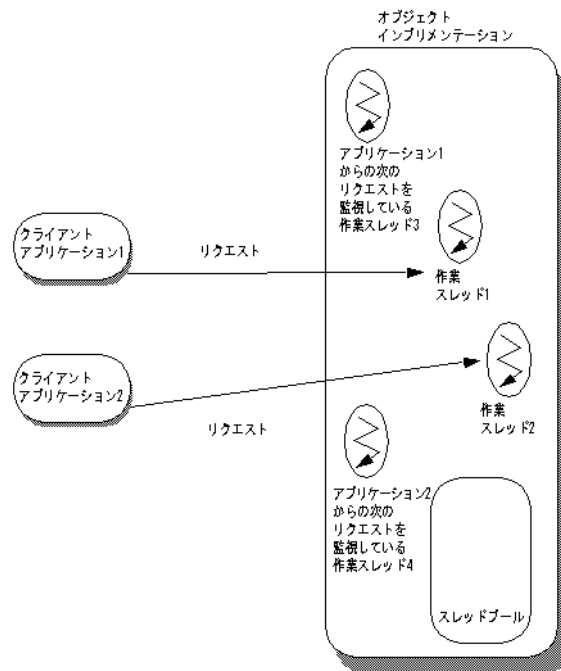 オブジェクト
インプリメンテーション
アプリケーション1
からの次の
リクエストを
監視している
作業スレッド3
クライアント
アプリケーション1
リクエスト
作業
スレッド1
クライアント
アプリケーション2
リクエスト
作業
スレッド2
アプリケーション2
からの次の
リクエストを
監視している
作業スレッド4
スレッドプール